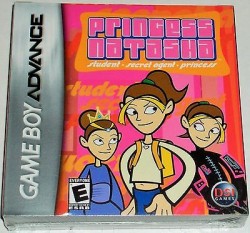 GAME BOY ADVANCE
PRINCESS
NATASHA
student · secret agent · princess
EVERYONE
E
DSI
GAMES